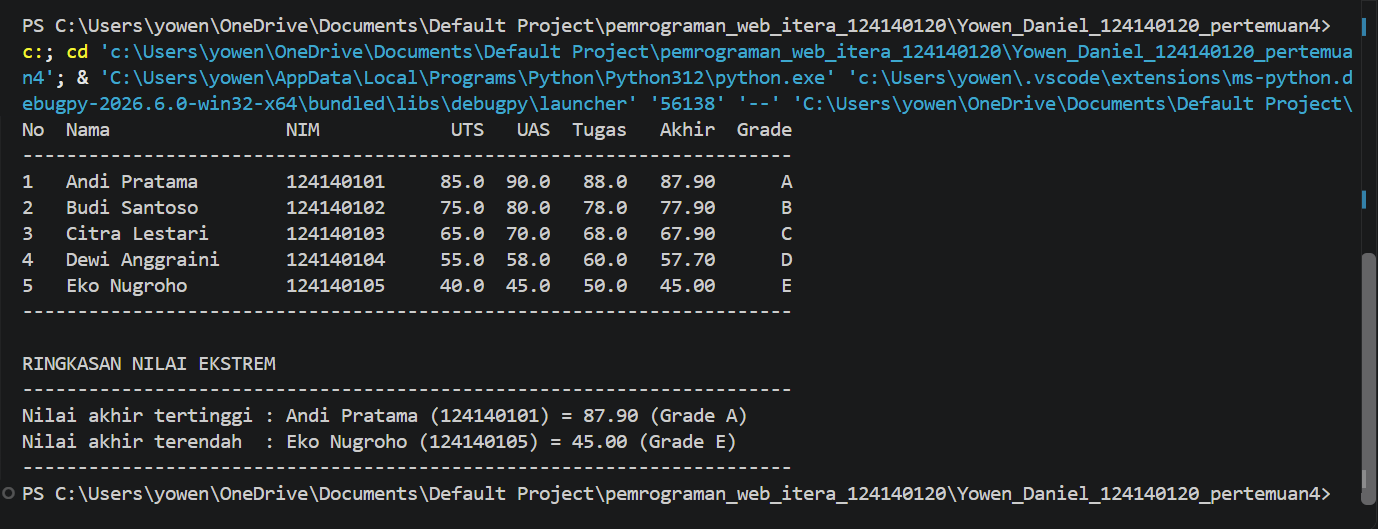 PS C:\Users\yowen\OneDrive\Documents\Default Project\pemrograman_web_itera_124140120\Yowen_Daniel_124140120_pertemuan4>
c:; cd 'c:\Users\yowen\OneDrive\Documents\Default Project\pemrograman_web_itera_124140120\Yowen_Daniel_124140120_pertemua
n4'; & 'C:\Users\yowen\AppData\Local\Programs\Python\Python312\python.exe' 'c:\Users\yowen\.vscode\extensions\ms-python.d
ebugpy-2026.6.0-win32-x64\bundled\libs\debugpy\launcher' '56138' '--' 'C:\Users\yowen\OneDrive\Documents\Default Project\
No  Nama                NIM            UTS   UAS  Tugas   Akhir  Grade
----------------------------------------------------------------------
1   Andi Pratama        124140101     85.0  90.0   88.0   87.90      A
2   Budi Santoso        124140102     75.0  80.0   78.0   77.90      B
3   Citra Lestari       124140103     65.0  70.0   68.0   67.90      C
4   Dewi Anggraini      124140104     55.0  58.0   60.0   57.70      D
5   Eko Nugroho         124140105     40.0  45.0   50.0   45.00      E
----------------------------------------------------------------------
RINGKASAN NILAI EKSTREM
----------------------------------------------------------------------
Nilai akhir tertinggi : Andi Pratama (124140101) = 87.90 (Grade A)
Nilai akhir terendah  : Eko Nugroho (124140105) = 45.00 (Grade E)
----------------------------------------------------------------------
PS C:\Users\yowen\OneDrive\Documents\Default Project\pemrograman_web_itera_124140120\Yowen_Daniel_124140120_pertemuan4>